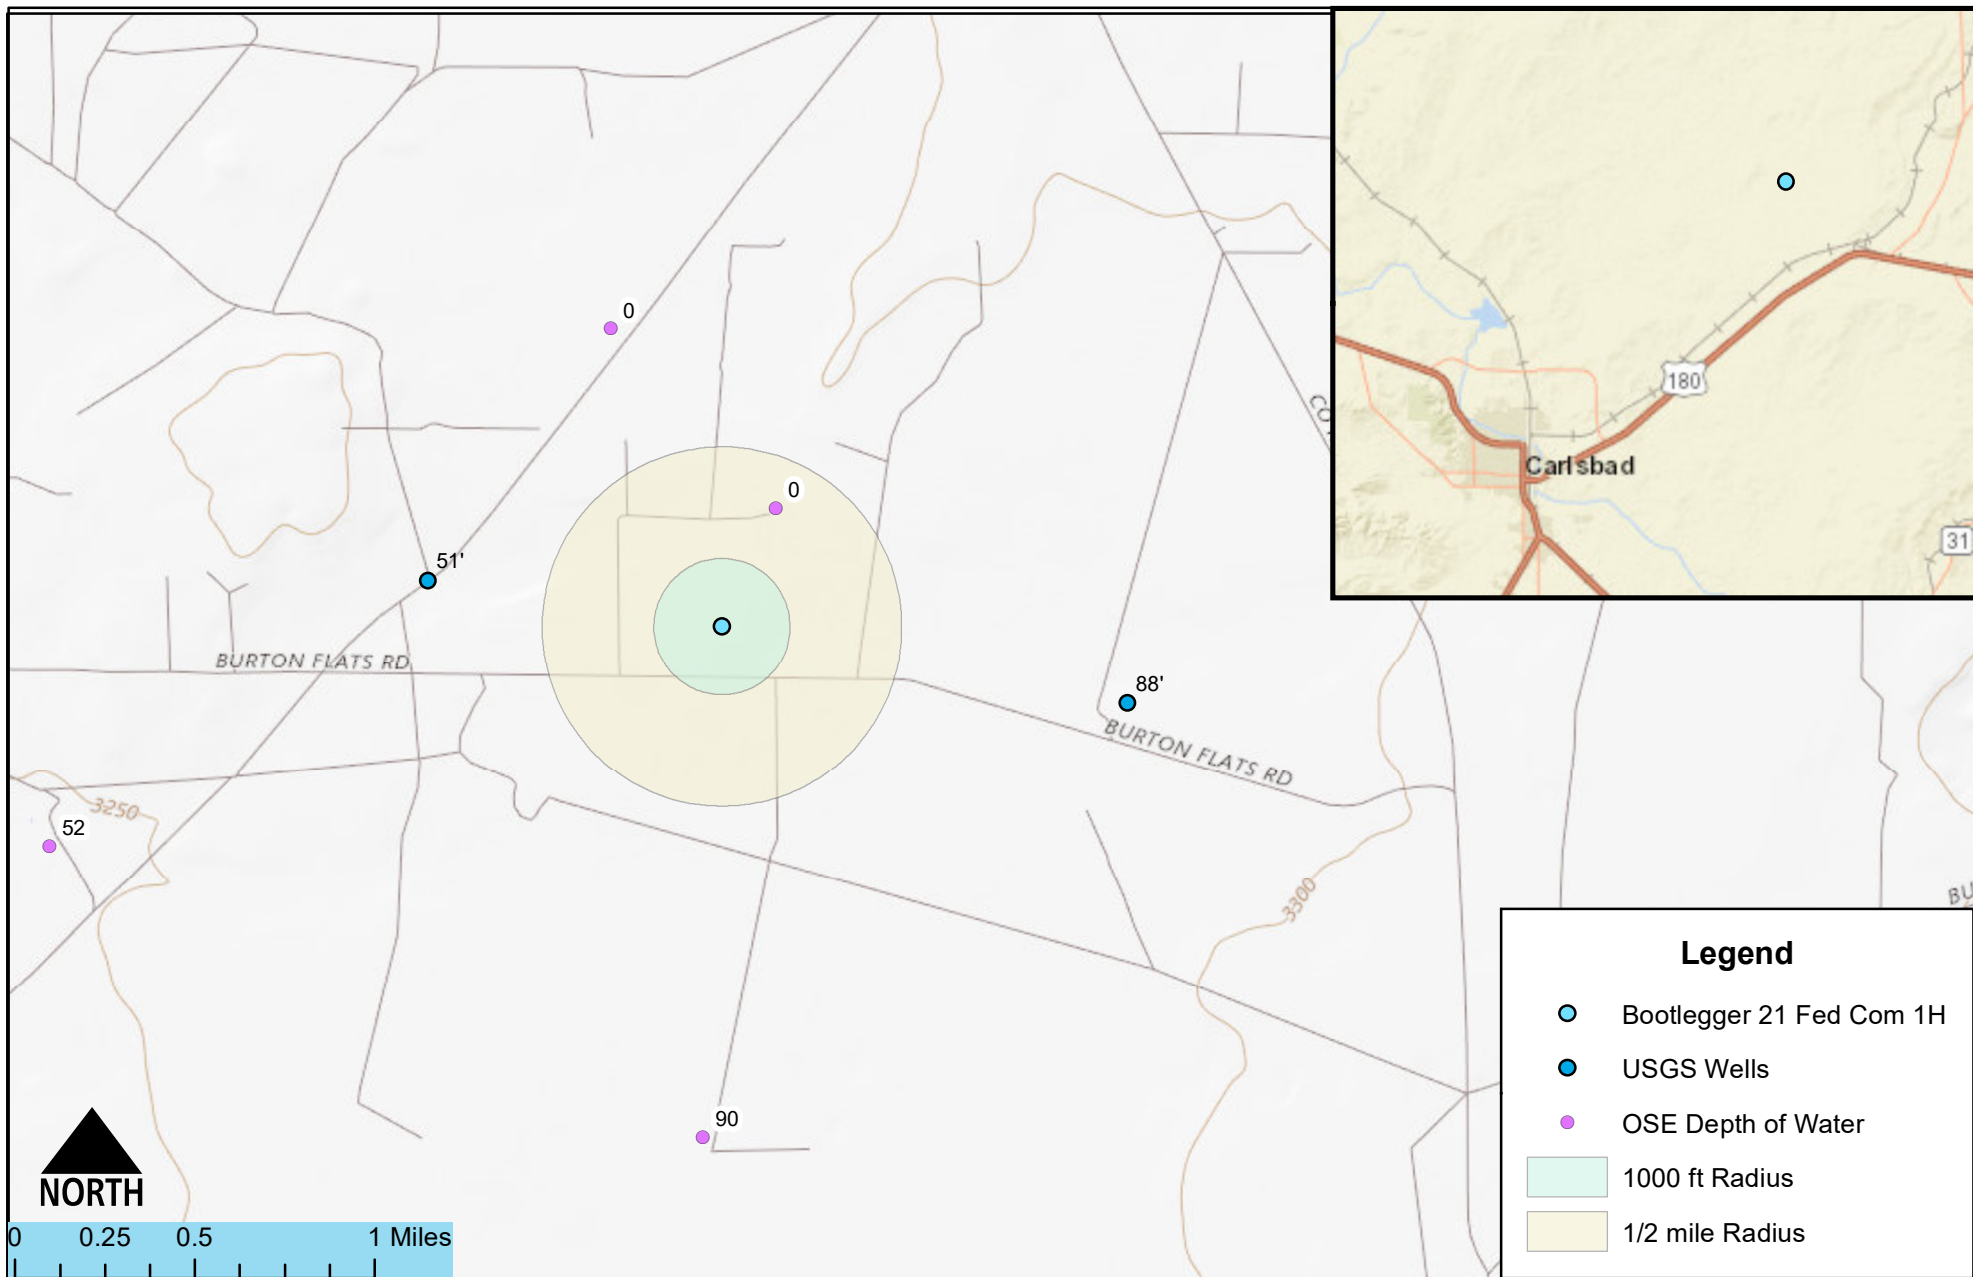 180
Carlsbad
31
0
CO
0
51'
BURTON FLATS RD
88'
BURTON FLATS RD
3250
52
3300
BU
90
Legend
Bootlegger 21 Fed Com 1H
USGS Wells
OSE Depth of Water
1000 ft Radius
1/2 mile Radius
NORTH
0 0.25 0.5 1 Miles